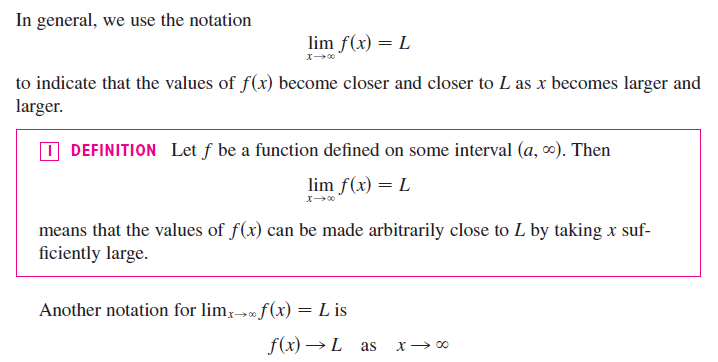 In general, we use the notation
lim f(x) = L
x→∞
to indicate that the values of f(x) become closer and closer to L as x becomes larger and
larger.
1 DEFINITION Let f be a function defined on some interval (a, ∞). Then
lim f(x) = L
x→∞
means that the values of f(x) can be made arbitrarily close to L by taking x suf-
ficiently large.
Another notation for limx→∞ f(x) = L is
f(x) → L as x → ∞